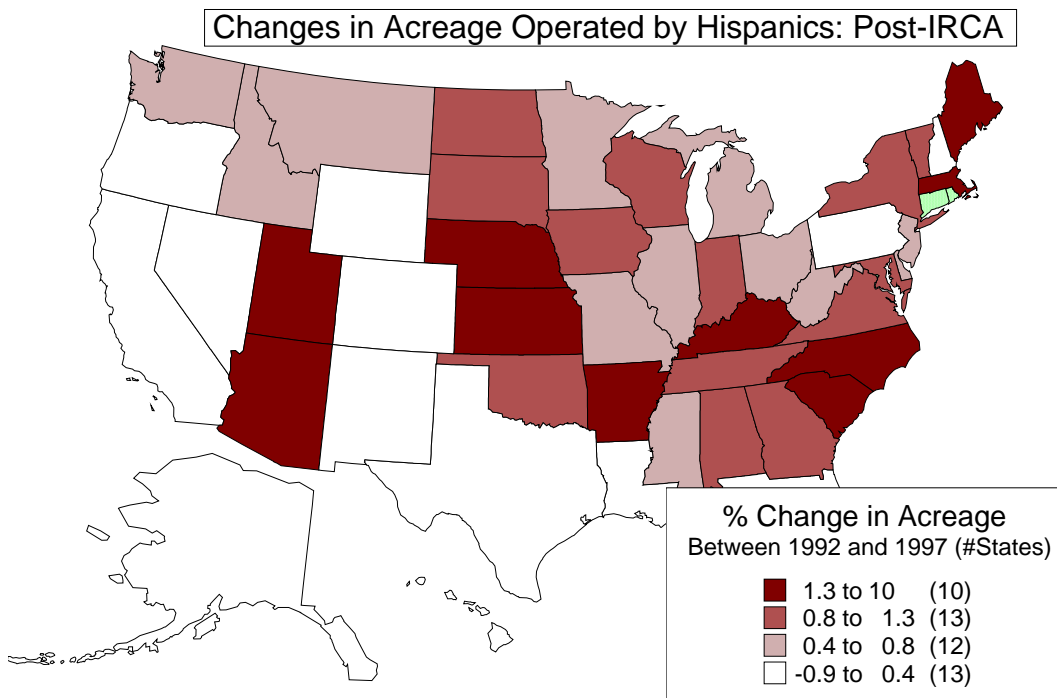 Changes in Acreage Operated by Hispanics: Post-IRCA
% Change in Acreage
Between 1992 and 1997 (#States)
1.3 to 10 (10)
0.8 to 1.3 (13)
0.4 to 0.8 (12)
-0.9 to 0.4 (13)